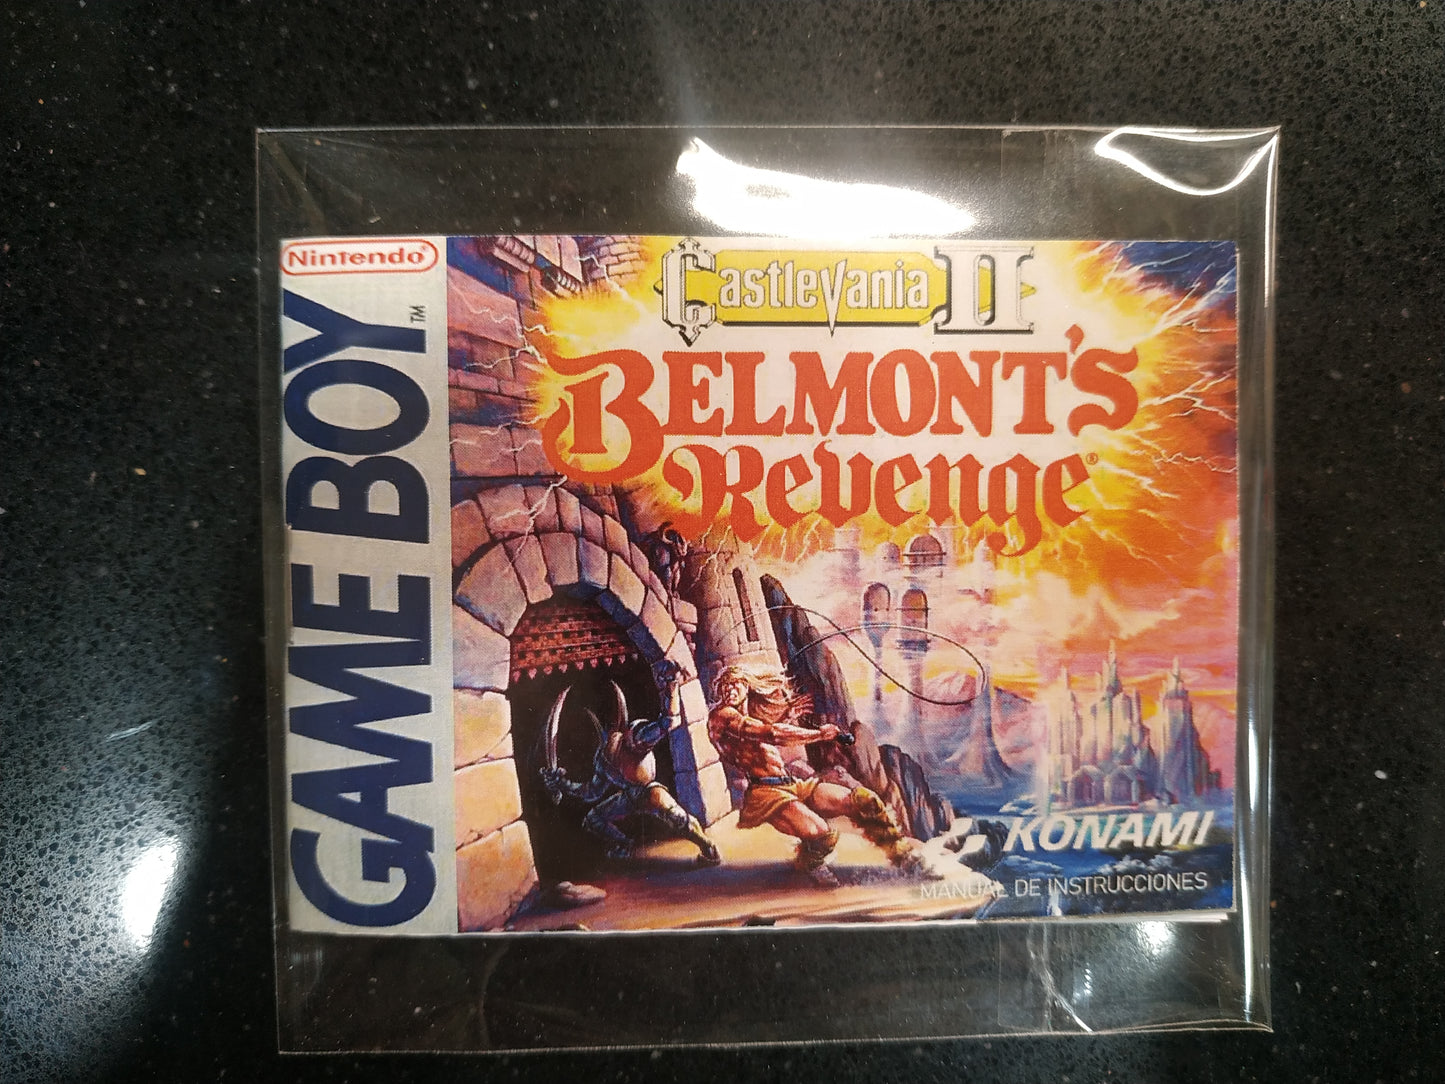 Nintendo®
GAME BOY™
Castlevania II
BELMONT'S
Revenge®
KONAMI
MANUAL DE INSTRUCCIONES